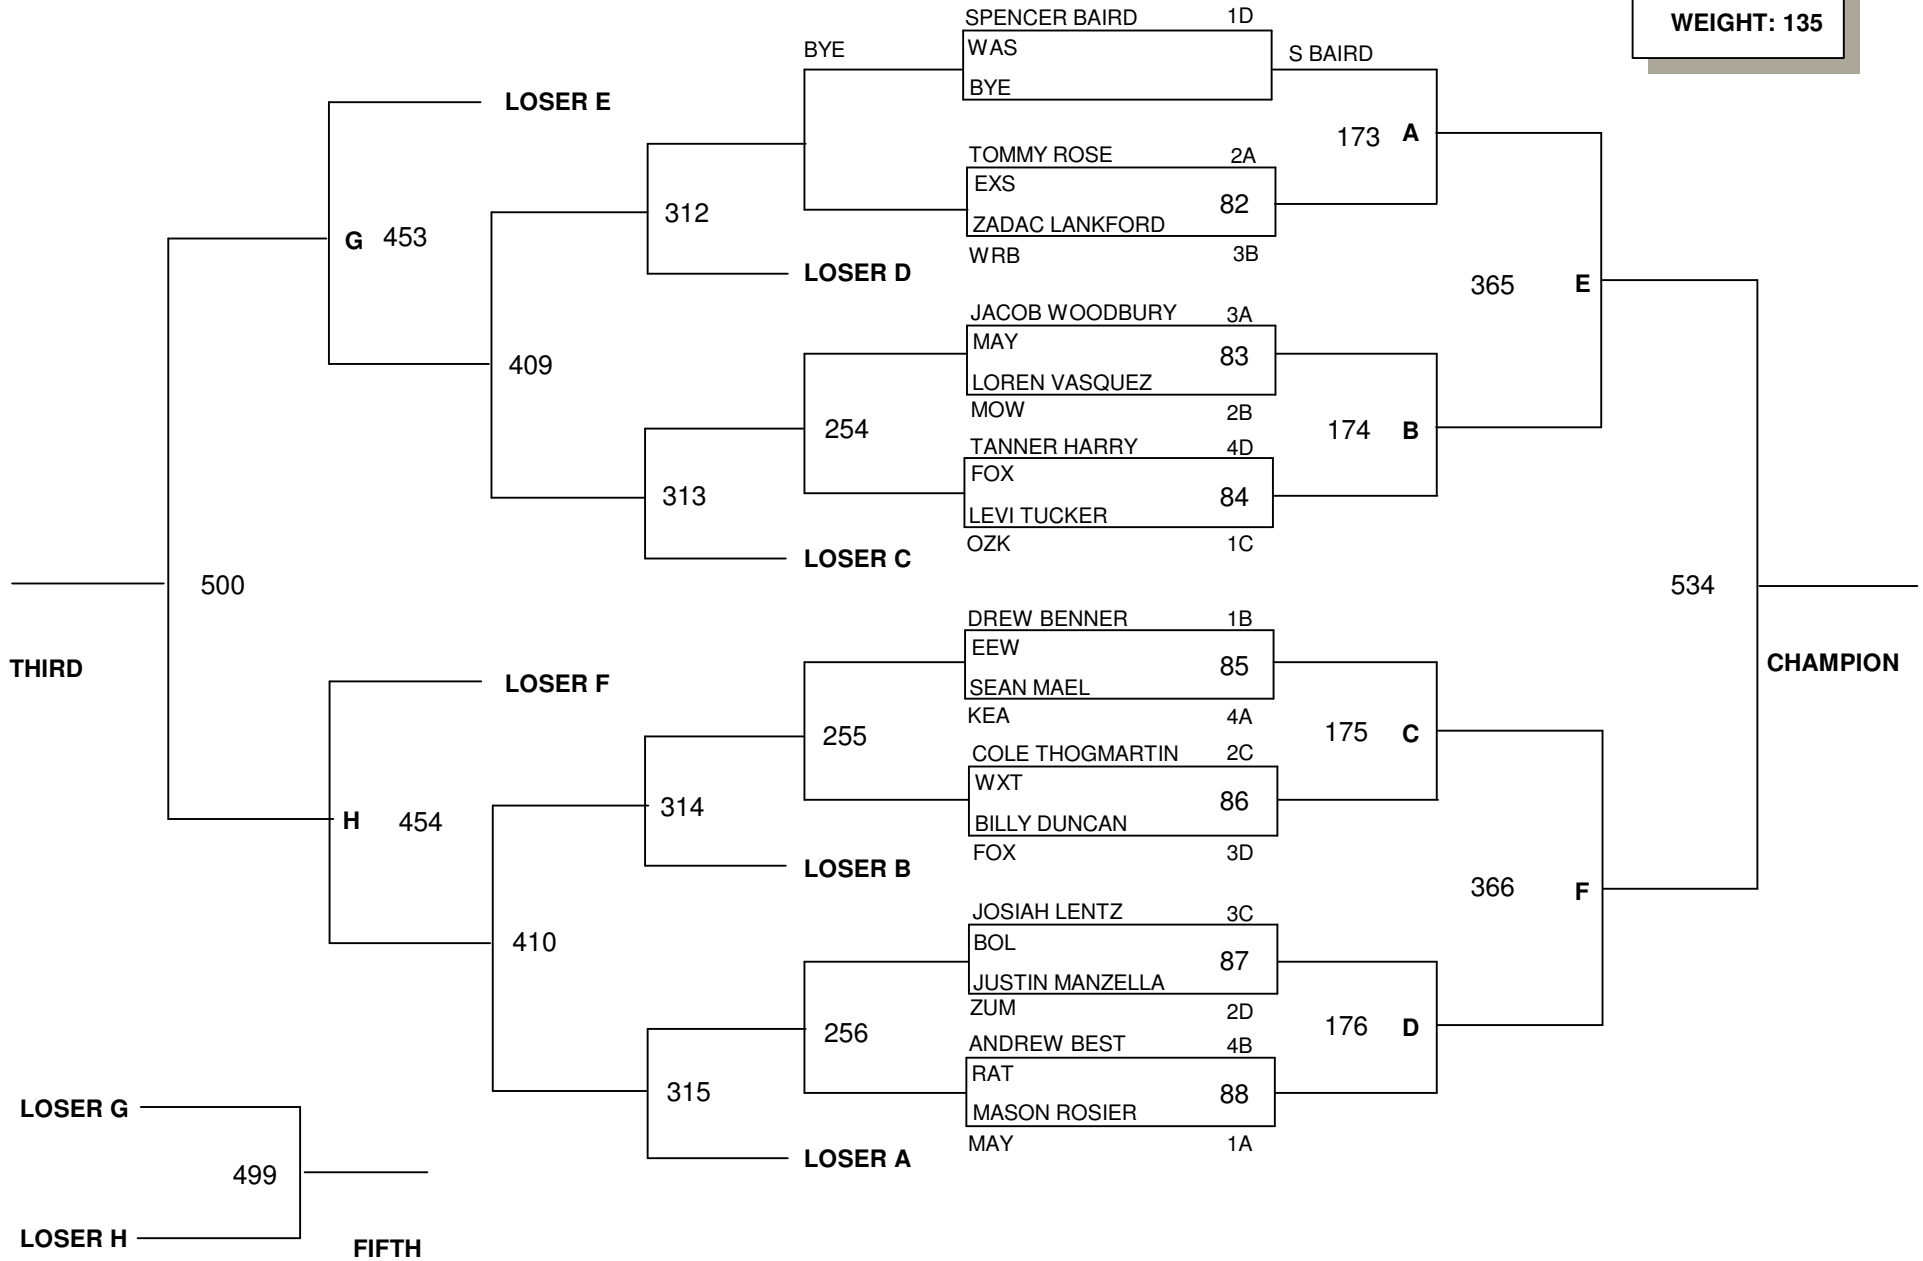 WEIGHT: 135
SPENCER BAIRD 1D
BYE
WAS
S BAIRD
BYE
LOSER E
173 A
TOMMY ROSE 2A
EXS
82
ZADAC LANKFORD
WRB 3B
312
G 453
LOSER D
365 E
JACOB WOODBURY 3A
MAY
83
LOREN VASQUEZ
MOW 2B
409
254
174 B
TANNER HARRY 4D
FOX
84
LEVI TUCKER
OZK 1C
313
LOSER C
500
534
THIRD
CHAMPION
DREW BENNER 1B
EEW
85
SEAN MAEL
KEA 4A
LOSER F
255
175 C
COLE THOGMARTIN 2C
WXT
86
BILLY DUNCAN
FOX 3D
314
H 454
LOSER B
366 F
JOSIAH LENTZ 3C
BOL
87
JUSTIN MANZELLA
ZUM 2D
410
256
176 D
ANDREW BEST 4B
RAT
88
MASON ROSIER
MAY 1A
315
LOSER A
LOSER G
499
LOSER H
FIFTH